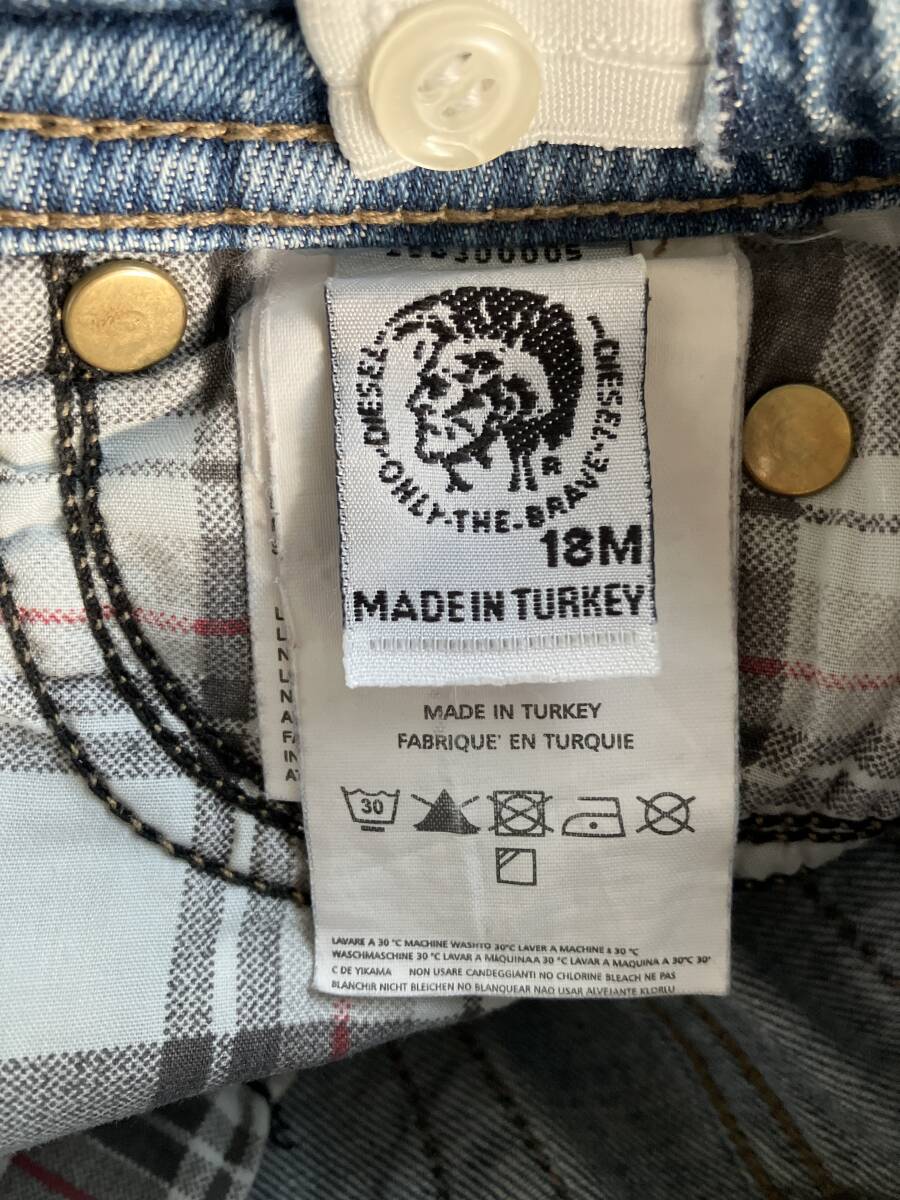 DIESEL·ONLY-THE-BRAVE·DIESEL
R
18M
MADE IN TURKEY
MADE IN TURKEY
FABRIQUE' EN TURQUIE
30
LAVARE A 30 °C MACHINE WASHTO 30°C LAVER A MACHINE à 30 °C
WASCHMASCHINE 30 °C LAVAR A MÁQUINA A 30 °C LAVAR A MAQUINA A 30°C 30°
C DE YIKAMA NON USARE CANDEGGIANTI NO CHLORINE BLEACH NE PAS
BLANCHIR NICHT BLEICHEN NO BLANQUEAR NAO USAR ALVEJANTE KLORLU